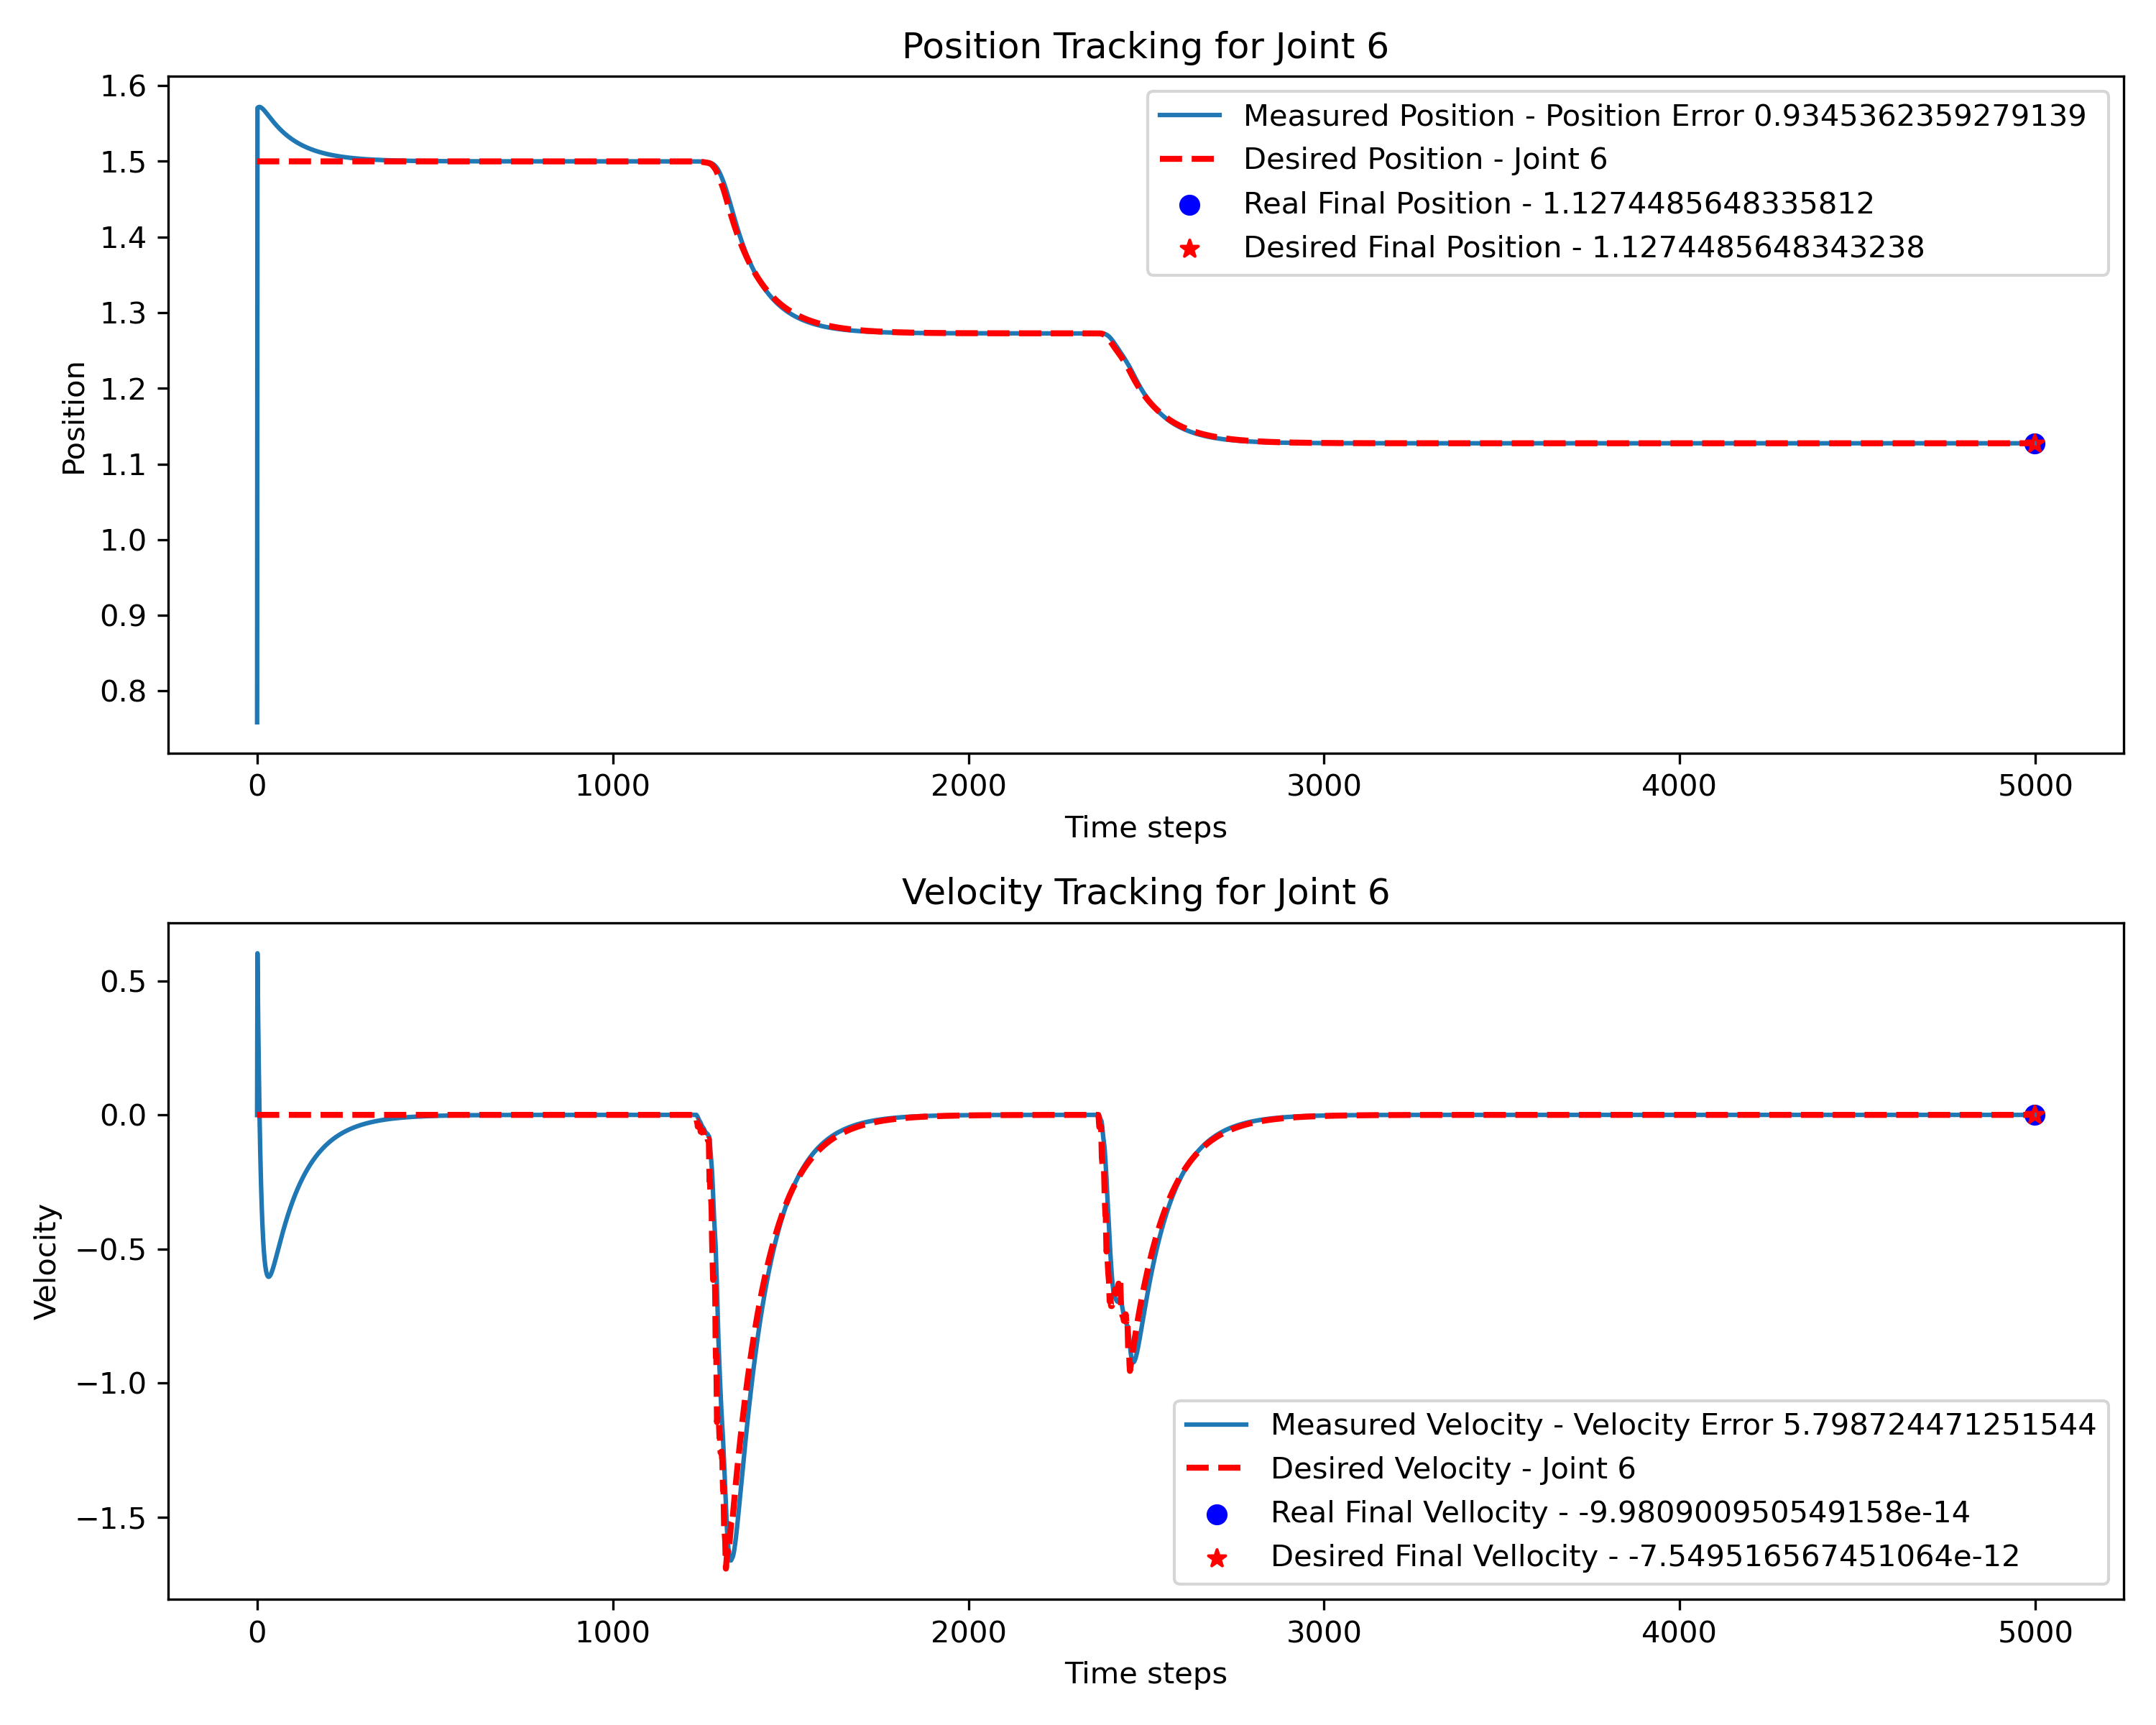 Position Tracking for Joint 6
1.6
1.5
1.4
1.3
1.2
1.1
1.0
0.9
0.8
Position
Measured Position - Position Error 0.9345362359279139
Desired Position - Joint 6
Real Final Position - 1.1274485648335812
Desired Final Position - 1.1274485648343238
0
1000
2000
3000
4000
5000
Time steps
Velocity Tracking for Joint 6
0.5
0.0
−0.5
−1.0
−1.5
Velocity
Measured Velocity - Velocity Error 5.798724471251544
Desired Velocity - Joint 6
Real Final Vellocity - -9.980900950549158e-14
Desired Final Vellocity - -7.549516567451064e-12
0
1000
2000
3000
4000
5000
Time steps